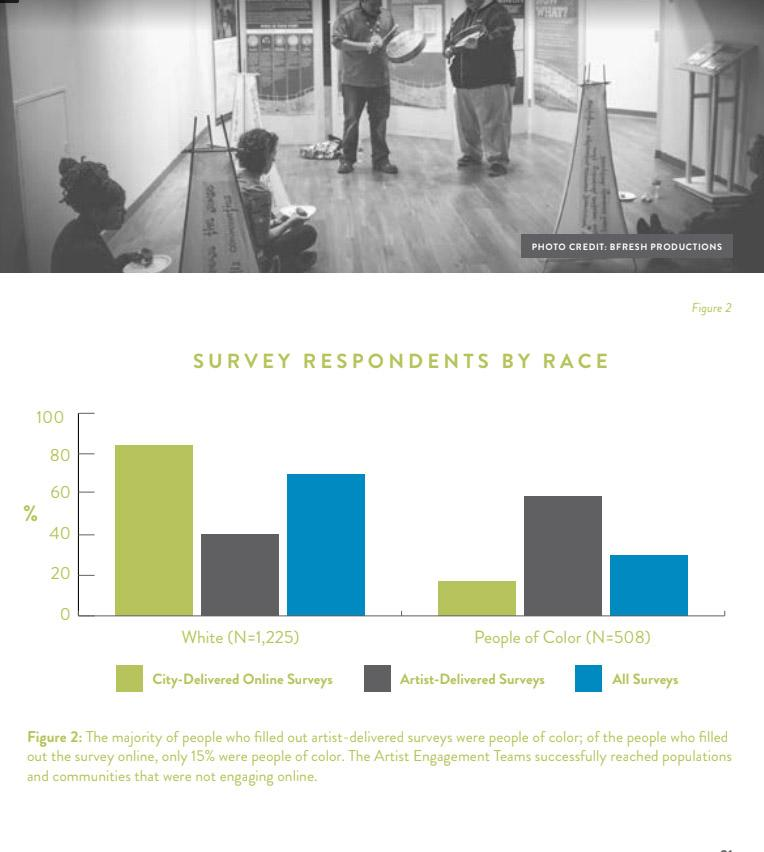 WHAT?
PHOTO CREDIT: BFRESH PRODUCTIONS
Figure 2
SURVEY RESPONDENTS BY RACE
100
80
60
%
40
20
0
White (N=1,225)
People of Color (N=508)
City-Delivered Online Surveys
Artist-Delivered Surveys
All Surveys
Figure 2: The majority of people who filled out artist-delivered surveys were people of color; of the people who filled
out the survey online, only 15% were people of color. The Artist Engagement Teams successfully reached populations
and communities that were not engaging online.